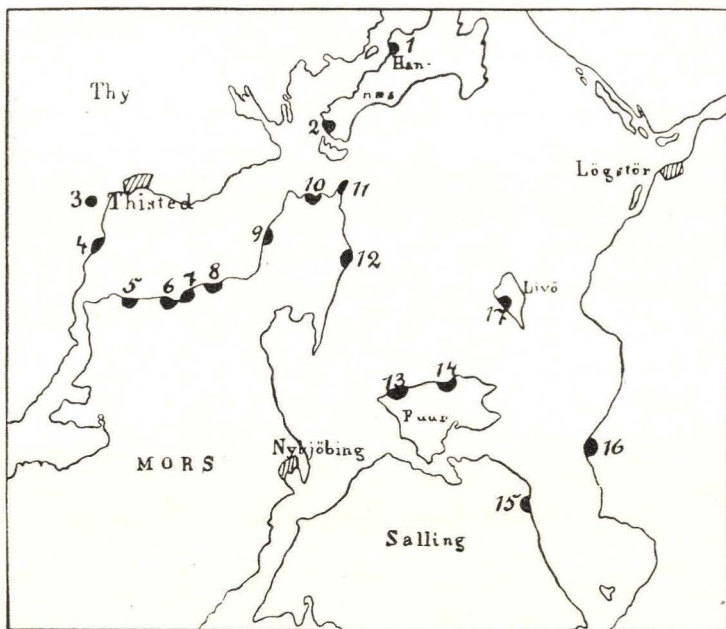 1
Han-
Thy
næs
2
Lögstör
10
11
3
Thisted
9
4
12
8
7
5
6
Livö
17
14
13
Fuur
8
Nykjöbing
16
MORS
15
Salling